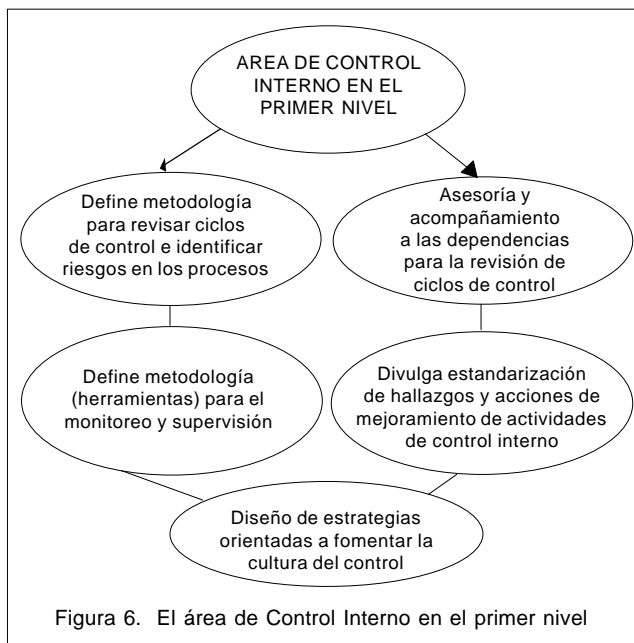 AREA DE CONTROL
INTERNO EN EL
PRIMER NIVEL
Define metodología
para revisar ciclos
de control e identificar
riesgos en los procesos
Asesoría y
acompañamiento
a las dependencias
para la revisión de
ciclos de control
Define metodología
(herramientas) para el
monitoreo y supervisión
Divulga estandarización
de hallazgos y acciones de
mejoramiento de actividades
de control interno
Diseño de estrategias
orientadas a fomentar la
cultura del control
Figura 6. El área de Control Interno en el primer nivel